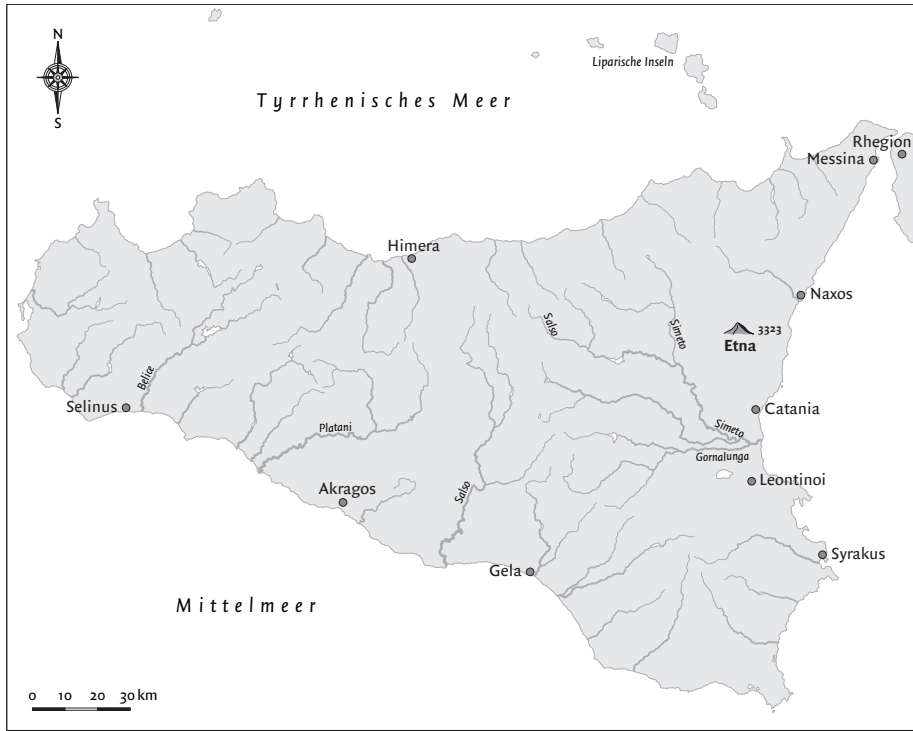 N
S
Liparische Inseln
Tyrrhenisches Meer
Rhegion
Messina
Himera
Naxos
Salso
Simeto
3323
Etna
Belice
Selinus
Catania
Platani
Simeto
Gornalunga
Leontinoi
Akragos
Salso
Syrakus
Gela
Mittelmeer
0 10 20 30 km